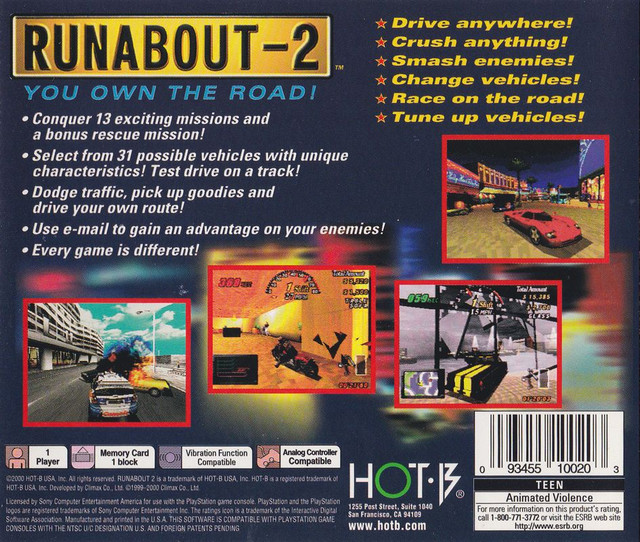 RUNABOUT-2 ™
YOU OWN THE ROAD!
• Conquer 13 exciting missions and
a bonus rescue mission!
• Select from 31 possible vehicles with unique
characteristics! Test drive on a track!
• Dodge traffic, pick up goodies and
drive your own route!
• Use e-mail to gain an advantage on your enemies!
• Every game is different!
Drive anywhere!
Crush anything!
Smash enemies!
Change vehicles!
Race on the road!
Tune up vehicles!
Total Amount
Total Amount
$ 15,385
15 MPH
1
Player
Memory Card
1 block
Vibration Function
Compatible
Analog Controller
Compatible
©2000 HOT-B USA, Inc. All rights reserved. RUNABOUT 2 is a trademark of HOT-B USA, Inc. HOT-B is a registered trademark of
HOT-B USA, Inc. Developed by Climax Co., Ltd. ©1999-2000 Climax Co., Ltd.
Licensed by Sony Computer Entertainment America for use with the PlayStation game console. PlayStation and the PlayStation
logos are registered trademarks of Sony Computer Entertainment Inc. The ratings icon is a trademark of the Interactive Digital
Software Association. Manufactured and printed in the U.S.A. THIS SOFTWARE IS COMPATIBLE WITH PLAYSTATION GAME
CONSOLES WITH THE NTSC U/C DESIGNATION U.S. AND FOREIGN PATENTS PENDING
HOT·B®
1255 Post Street, Suite 1040
San Francisco, CA 94109
www.hotb.com
0 93455 10020 3
TEEN
Animated Violence
For more information on this product's rating,
call 1-800-771-3772 or visit the ESRB web site
http://www.esrb.org